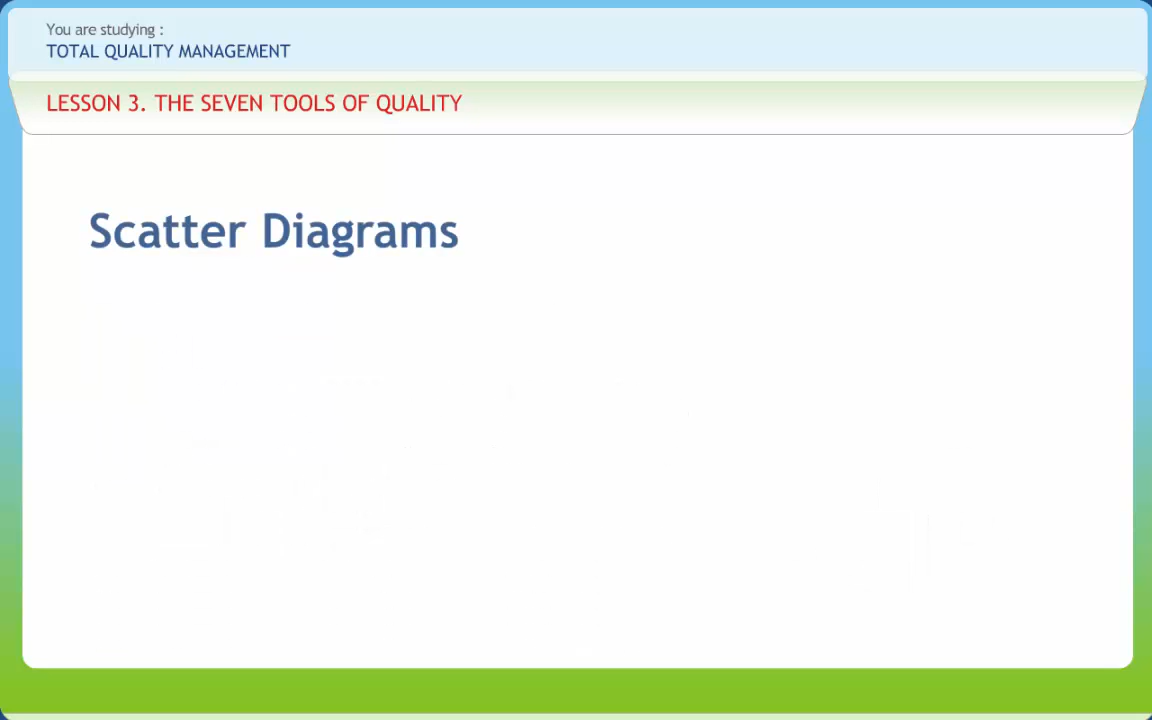 You are studying :
TOTAL QUALITY MANAGEMENT
LESSON 3. THE SEVEN TOOLS OF QUALITY
Scatter Diagrams